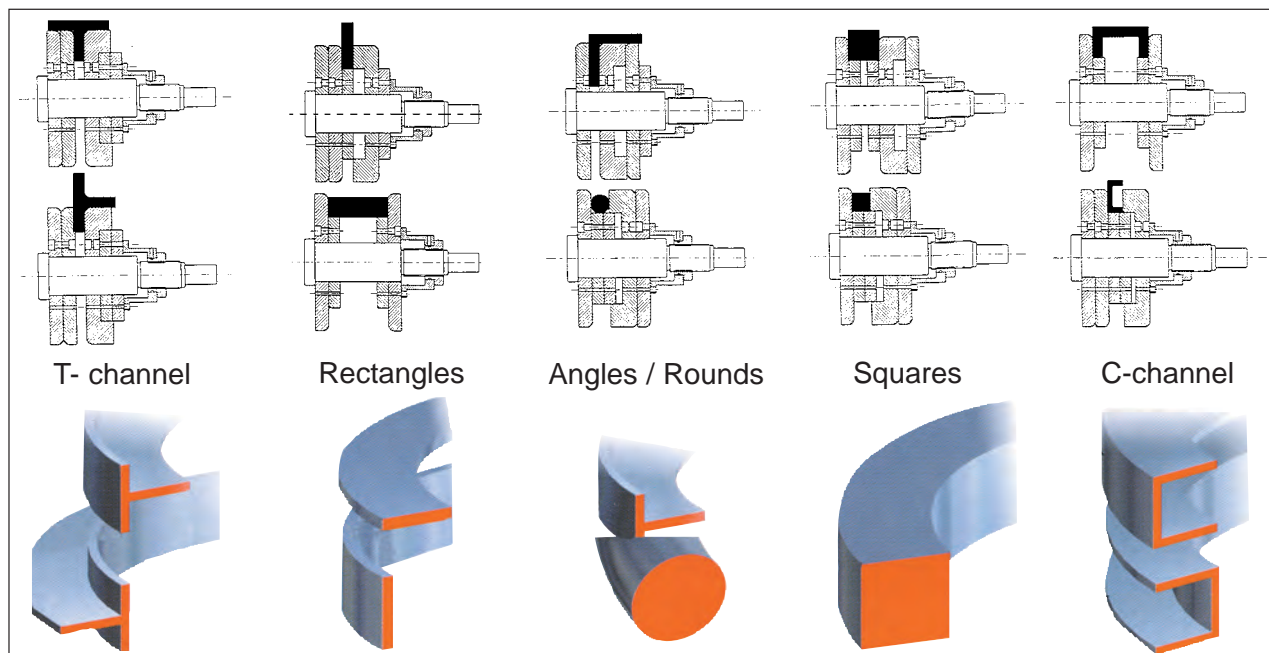 T- channel
Rectangles
Angles / Rounds
Squares
C-channel